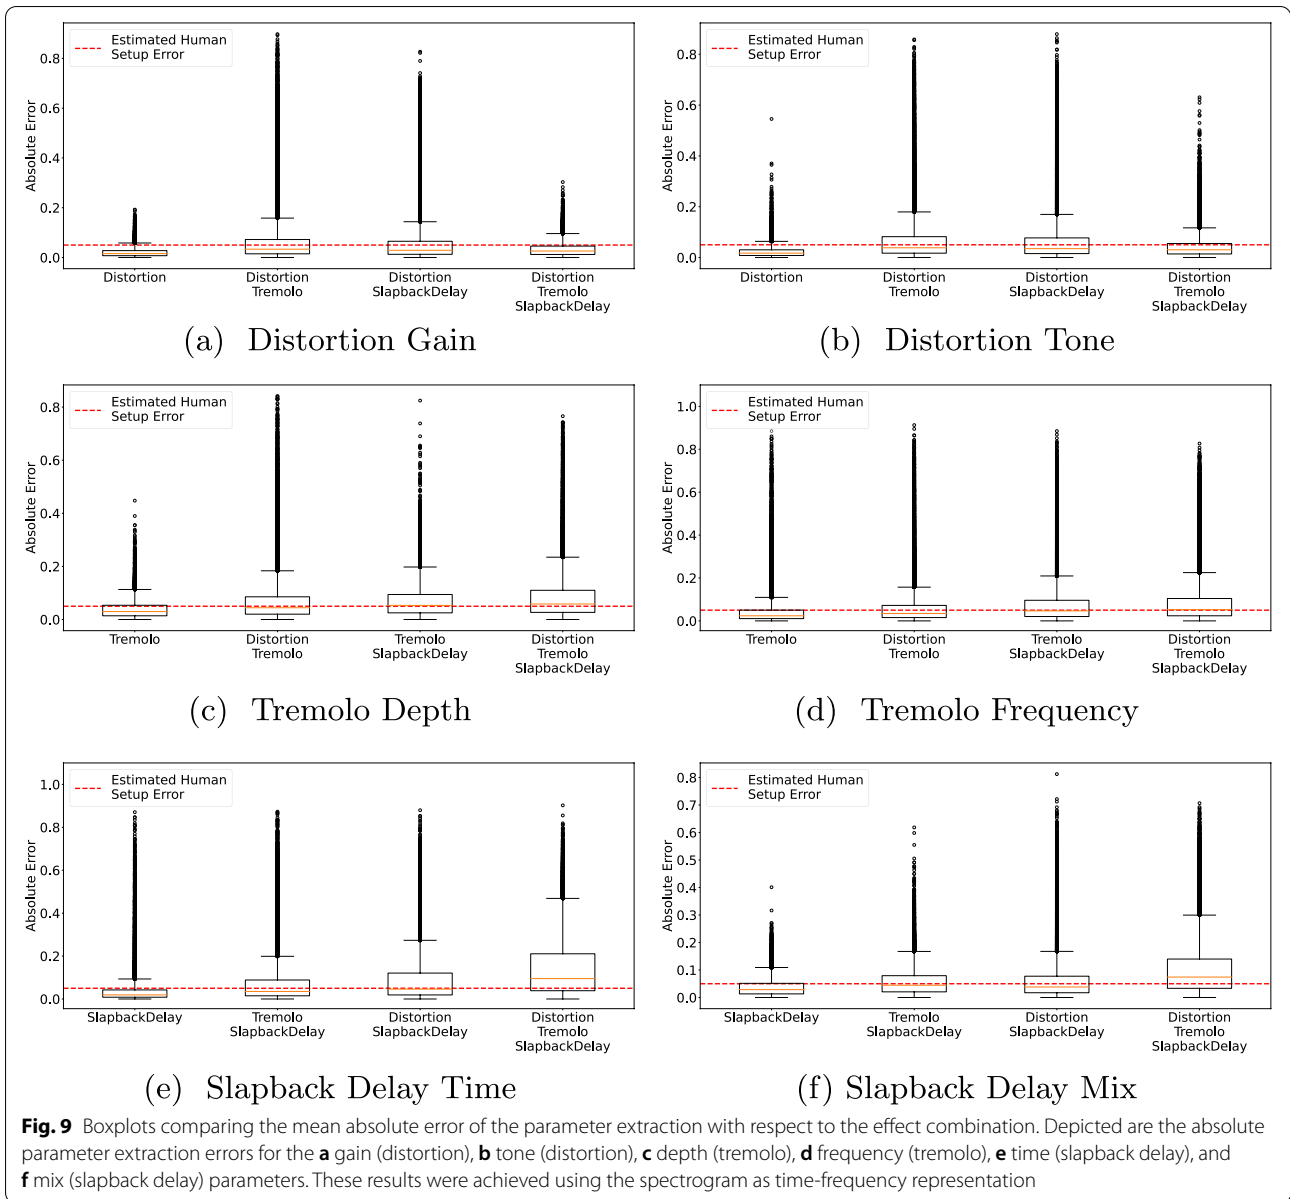 Estimated Human
Setup Error
Absolute Error
0.8
0.6
0.4
0.2
0.0
Distortion
Distortion
Tremolo
Distortion
SlapbackDelay
Distortion
Tremolo
SlapbackDelay
(a) Distortion Gain
Estimated Human
Setup Error
Absolute Error
0.8
0.6
0.4
0.2
0.0
Distortion
Distortion
Tremolo
Distortion
SlapbackDelay
Distortion
Tremolo
SlapbackDelay
(b) Distortion Tone
Estimated Human
Setup Error
Absolute Error
0.8
0.6
0.4
0.2
0.0
Tremolo
Distortion
Tremolo
Tremolo
SlapbackDelay
Distortion
Tremolo
SlapbackDelay
(c) Tremolo Depth
Estimated Human
Setup Error
Absolute Error
1.0
0.8
0.6
0.4
0.2
0.0
Tremolo
Distortion
Tremolo
Tremolo
SlapbackDelay
Distortion
Tremolo
SlapbackDelay
(d) Tremolo Frequency
Estimated Human
Setup Error
Absolute Error
1.0
0.8
0.6
0.4
0.2
0.0
SlapbackDelay
Tremolo
SlapbackDelay
Distortion
SlapbackDelay
Distortion
Tremolo
SlapbackDelay
(e) Slapback Delay Time
Estimated Human
Setup Error
Absolute Error
0.8
0.7
0.6
0.5
0.4
0.3
0.2
0.1
0.0
SlapbackDelay
Tremolo
SlapbackDelay
Distortion
SlapbackDelay
Distortion
Tremolo
SlapbackDelay
(f) Slapback Delay Mix
Fig. 9 Boxplots comparing the mean absolute error of the parameter extraction with respect to the effect combination. Depicted are the absolute
parameter extraction errors for the a gain (distortion), b tone (distortion), c depth (tremolo), d frequency (tremolo), e time (slapback delay), and
f mix (slapback delay) parameters. These results were achieved using the spectrogram as time-frequency representation